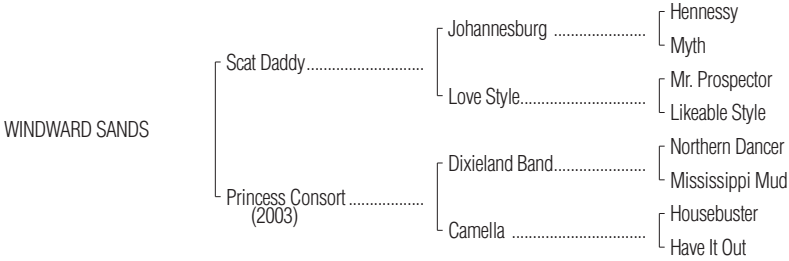 Hennessy
Johannesburg ......................
Myth
Scat Daddy............................
Mr. Prospector
Love Style..............................
Likeable Style
WINDWARD SANDS
Northern Dancer
Dixieland Band......................
Mississippi Mud
Princess Consort ..................
(2003)
Housebuster
Camella ................................
Have It Out